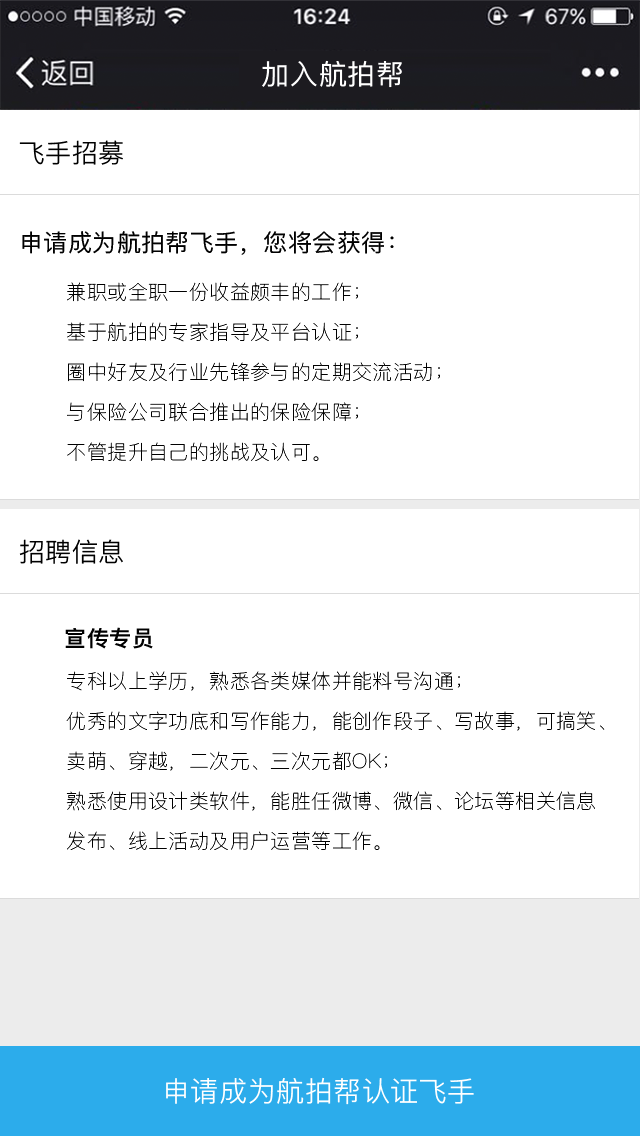 中国移动
16:24
67%
返回
加入航拍帮
飞手招募
申请成为航拍帮飞手，您将会获得：
兼职或全职一份收益颇丰的工作；
基于航拍的专家指导及平台认证；
圈中好友及行业先锋参与的定期交流活动；
与保险公司联合推出的保险保障；
不管提升自己的挑战及认可。
招聘信息
宣传专员
专科以上学历，熟悉各类媒体并能料号沟通；
优秀的文字功底和写作能力，能创作段子、写故事，可搞笑、
卖萌、穿越，二次元、三次元都OK；
熟悉使用设计类软件，能胜任微博、微信、论坛等相关信息
发布、线上活动及用户运营等工作。
申请成为航拍帮认证飞手